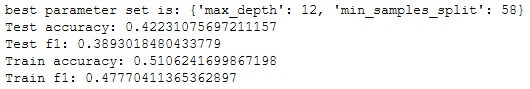 best parameter set is: {'max_depth': 12, 'min_samples_split': 58}
Test accuracy: 0.42231075697211157
Test f1: 0.3893018480433779
Train accuracy: 0.5106241699867198
Train f1: 0.47770411365362897